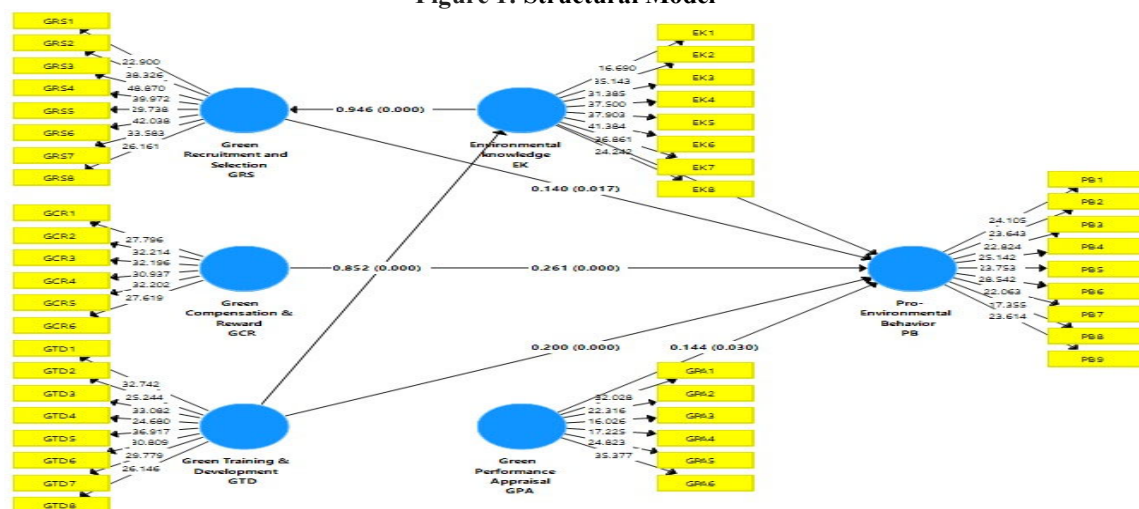 Figure 1: Structural Model
GRS1
GRS2
GRS3
GRS4
GRS5
GRS6
GRS7
GRS8
22.900
38.326
48.870
39.972
29.738
42.038
33.583
26.161
Green
Recruitment and
Selection
GRS
0.946 (0.000)
Environmental
knowledge
EK
16.690
35.143
31.385
37.500
37.903
41.384
36.861
24.242
EK1
EK2
EK3
EK4
EK5
EK6
EK7
EK8
0.140 (0.017)
GCR1
GCR2
GCR3
GCR4
GCR5
GCR6
27.796
32.214
32.196
30.937
32.202
27.619
Green
Compensation &
Reward
GCR
0.852 (0.000)
0.261 (0.000)
Pro-
Environmental
Behavior
PB
24.105
23.643
22.824
25.142
23.753
28.542
22.063
17.355
23.614
PB1
PB2
PB3
PB4
PB5
PB6
PB7
PB8
PB9
GTD1
GTD2
GTD3
GTD4
GTD5
GTD6
GTD7
GTD8
32.742
25.244
33.082
24.680
36.917
30.809
29.779
26.146
Green Training &
Development
GTD
0.200 (0.000)
0.144 (0.030)
Green
Performance
Appraisal
GPA
32.028
22.316
16.026
17.225
24.823
35.377
GPA1
GPA2
GPA3
GPA4
GPA5
GPA6